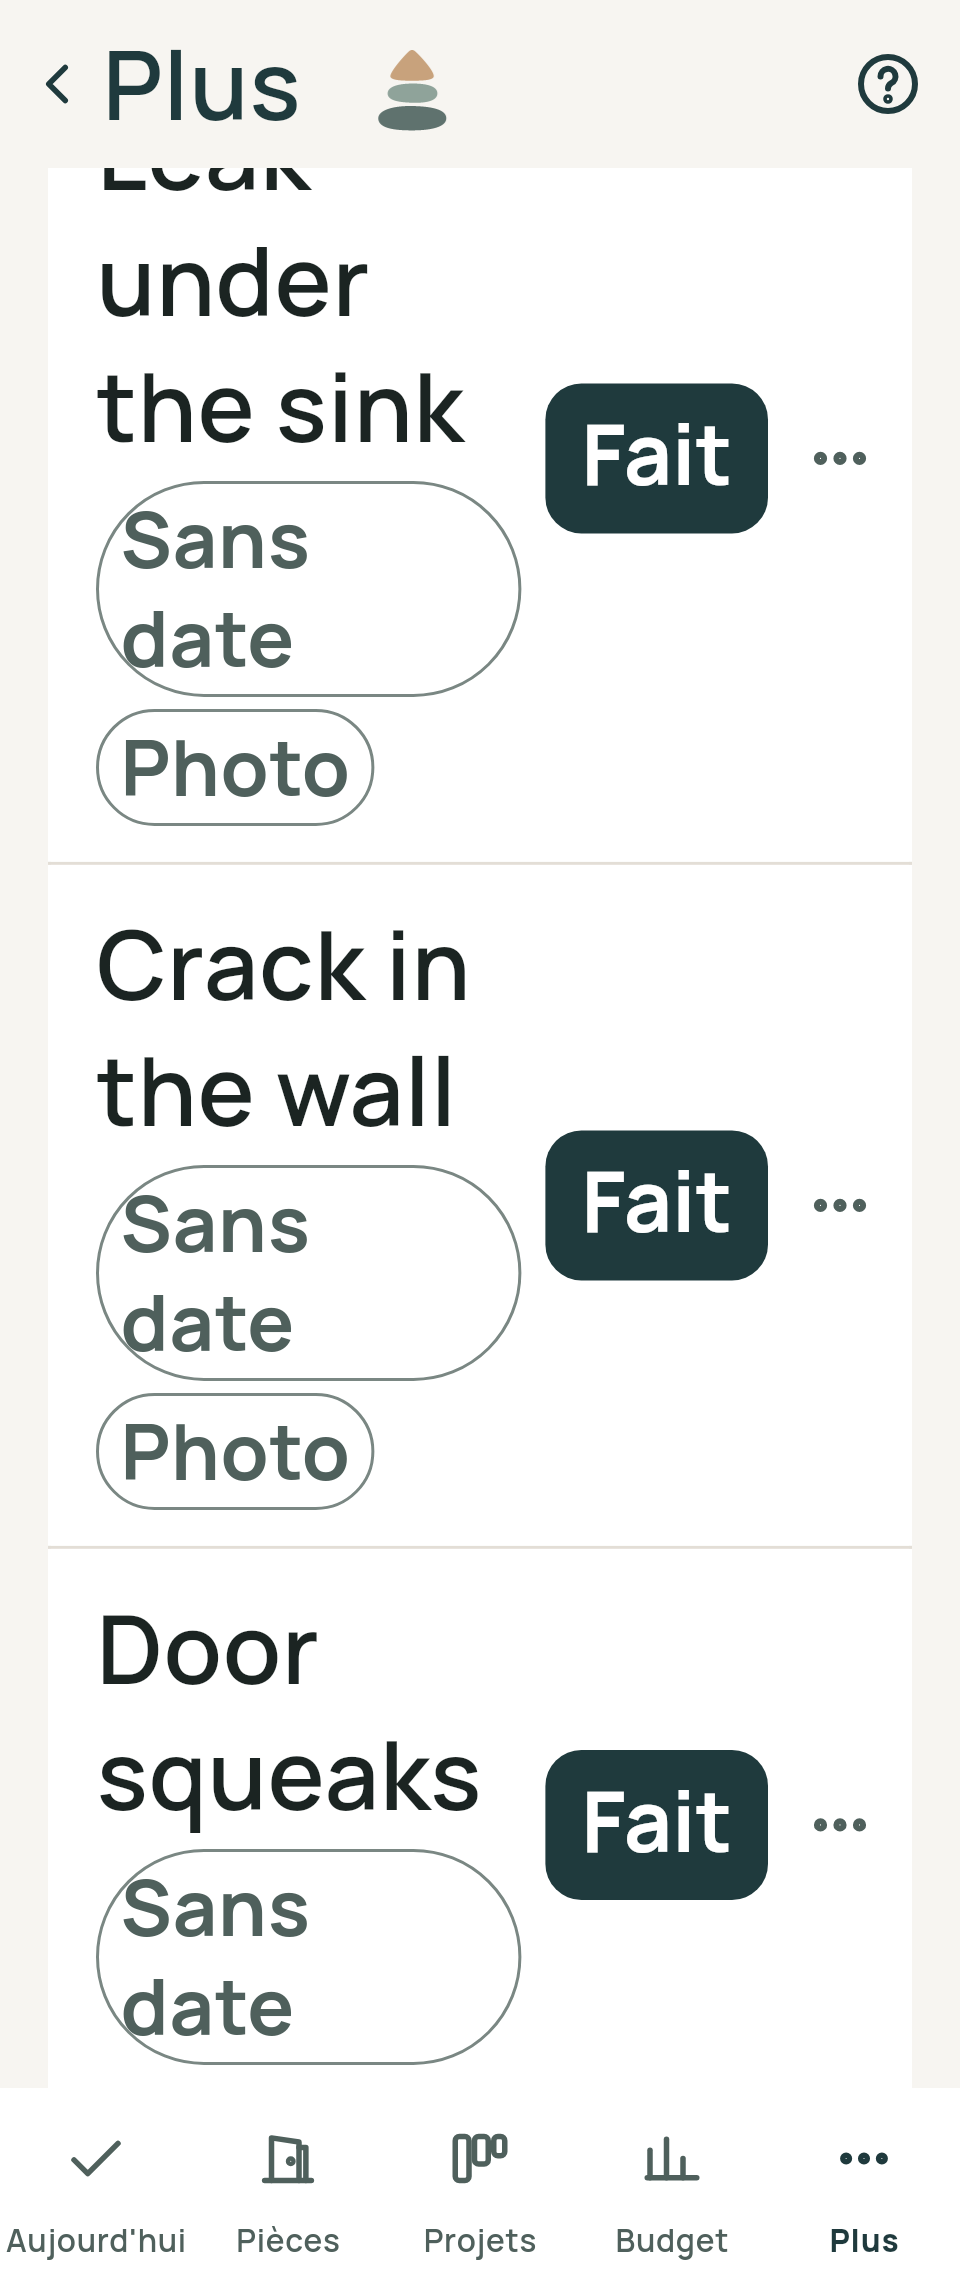 Plus
Leak
under
the sink
Fait
Sans
date
Photo
Crack in
the wall
Fait
Sans
date
Photo
Door
squeaks
Fait
Sans
date
Aujourd'hui
Pièces
Projets
Budget
Plus